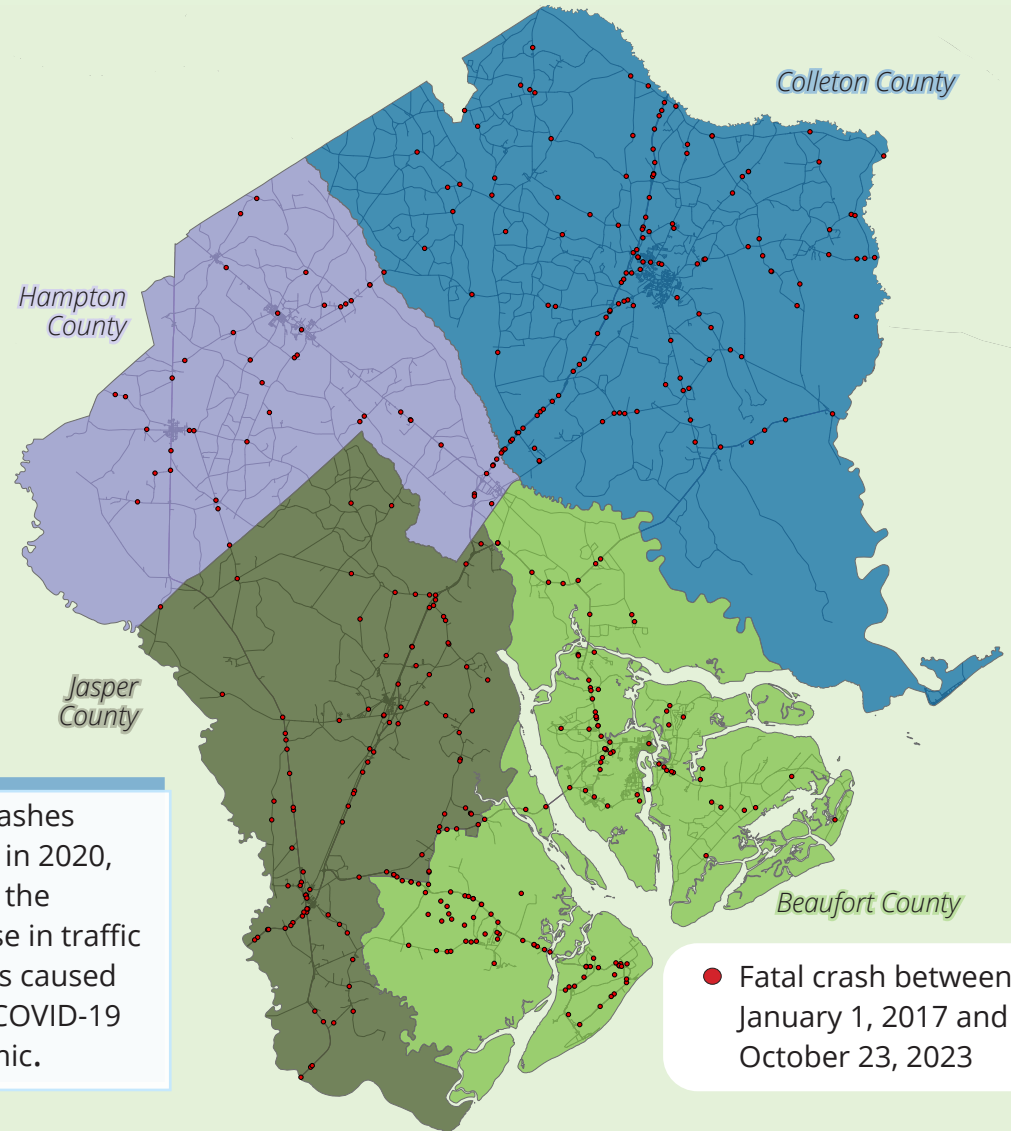 Colleton County
Hampton
County
Jasper
County
ashes
in 2020,
the
se in traffic
s caused
COVID-19
nic.
Beaufort County
Fatal crash between
January 1, 2017 and
October 23, 2023